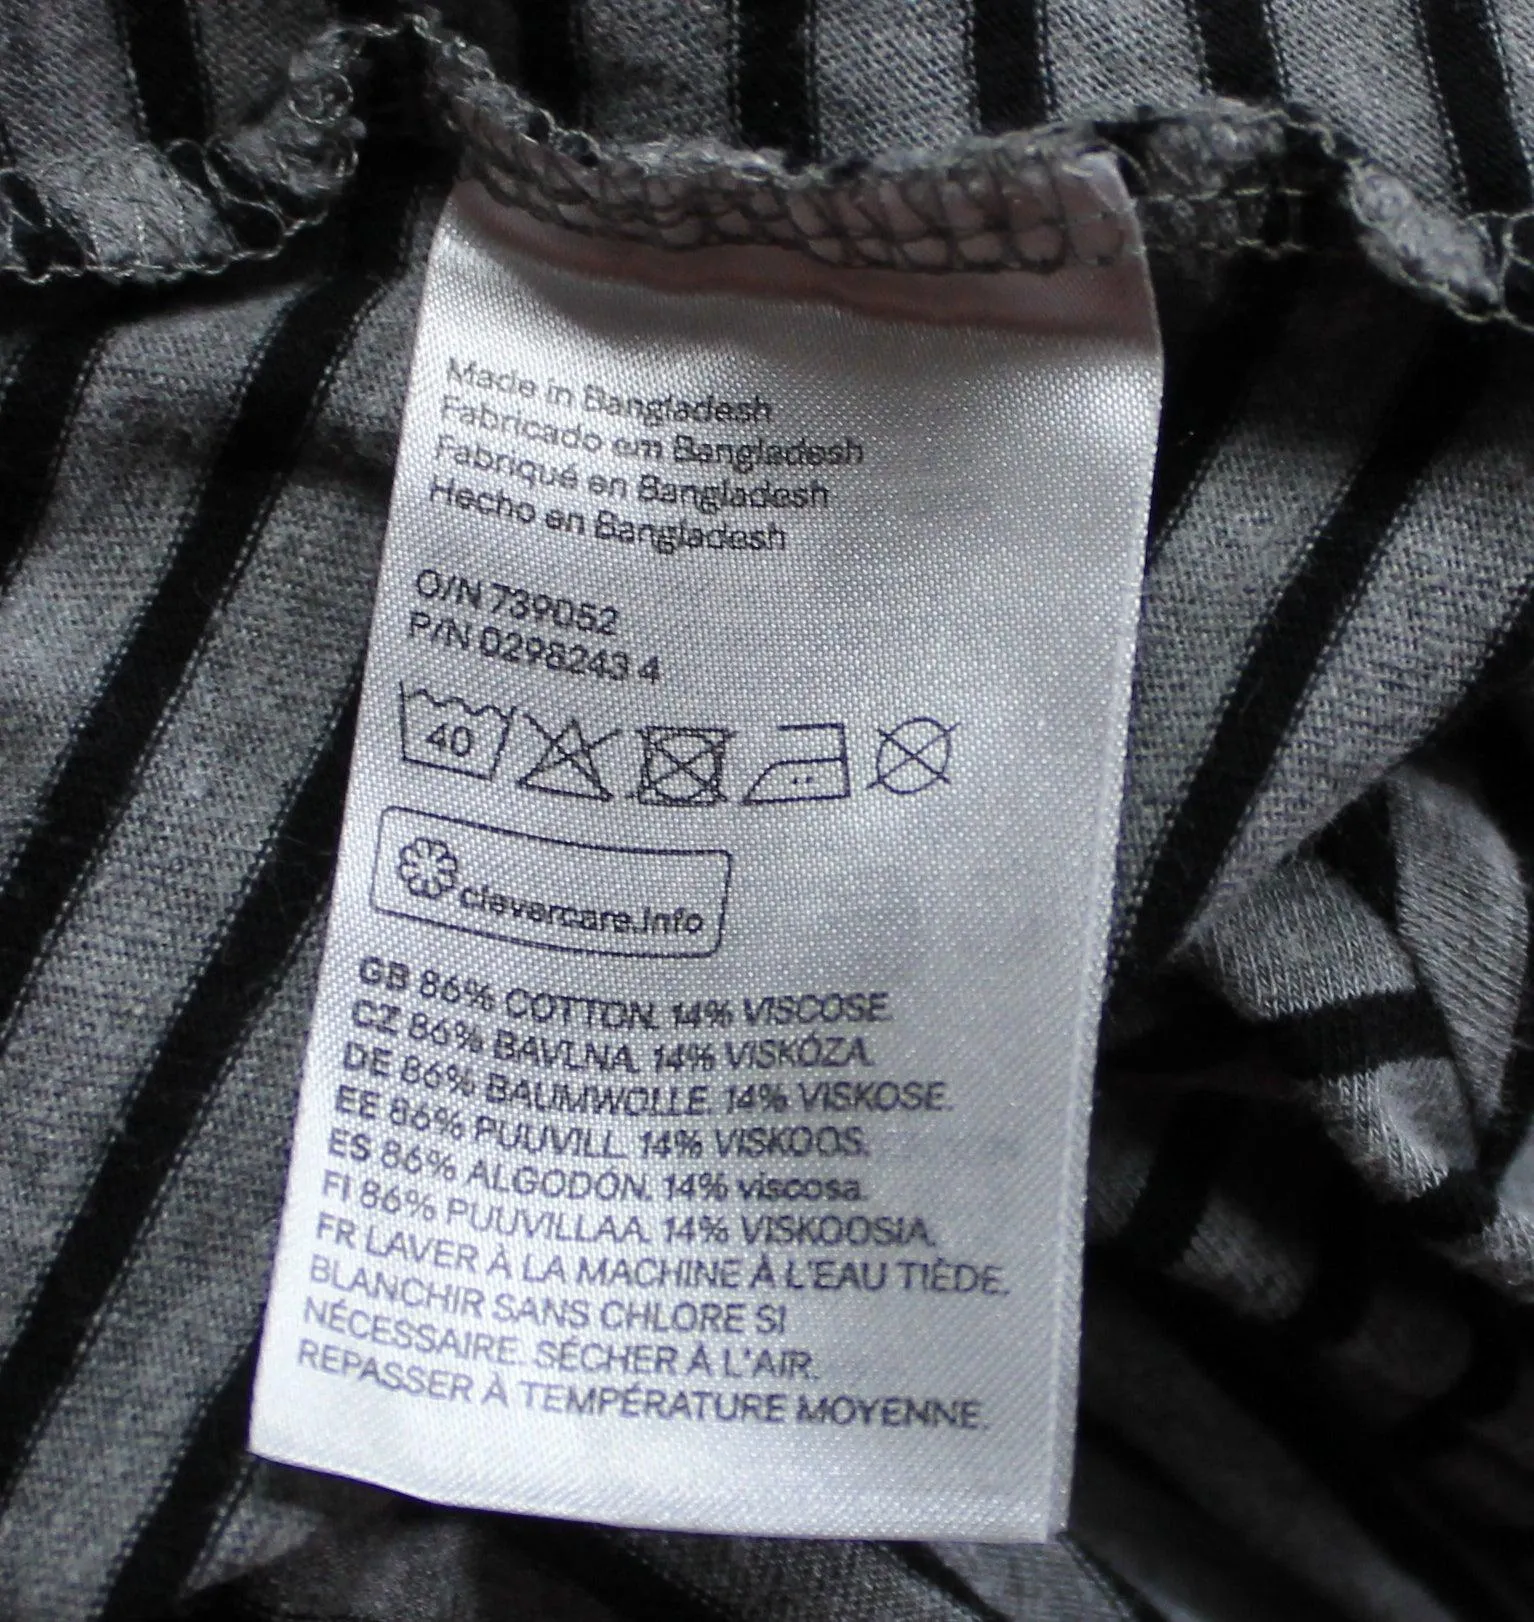 Made in Bangladesh
Fabricado em Bangladesh
Fabriqué en Bangladesh
Hecho en Bangladesh
O/N 739052
P/N 0298243 4
40
clevercare.info
GB 86% COTTON. 14% VISCOSE.
CZ 86% BAVLNA. 14% VISKÓZA.
DE 86% BAUMWOLLE. 14% VISKOSE.
EE 86% PUUVILL. 14% VISKOOS.
ES 86% ALGODÓN. 14% viscosa.
FI 86% PUUVILLAA. 14% VISKOOSIA.
FR LAVER À LA MACHINE À L'EAU TIÈDE.
BLANCHIR SANS CHLORE SI
NÉCESSAIRE. SÉCHER À L'AIR.
REPASSER À TEMPÉRATURE MOYENNE.